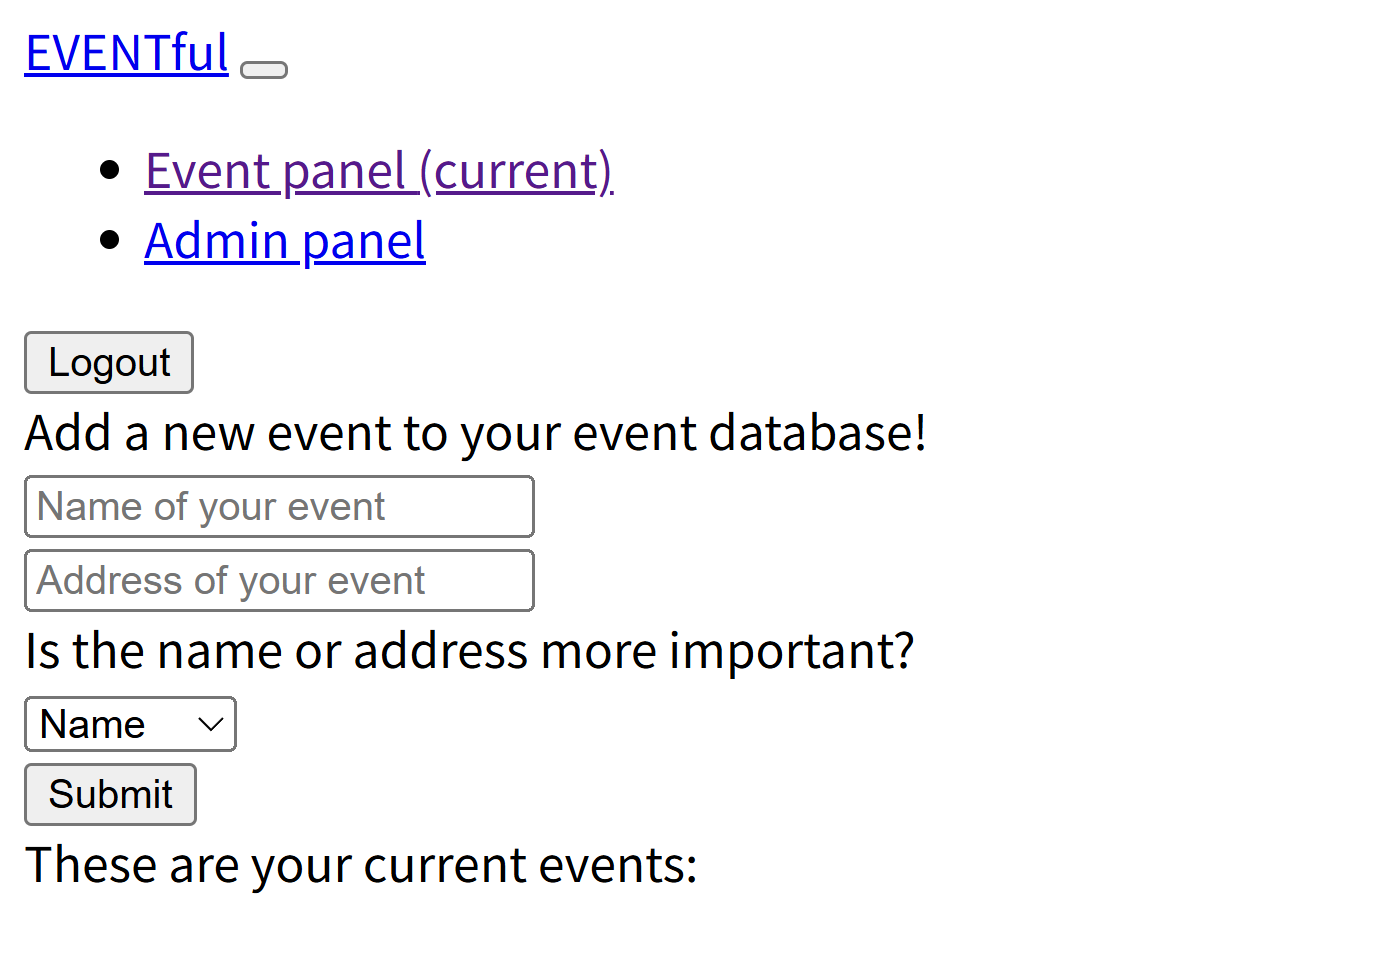 EVENTful
Event panel (current)
Admin panel
Logout
Add a new event to your event database!
Name of your event
Address of your event
Is the name or address more important?
Name
Submit
These are your current events: